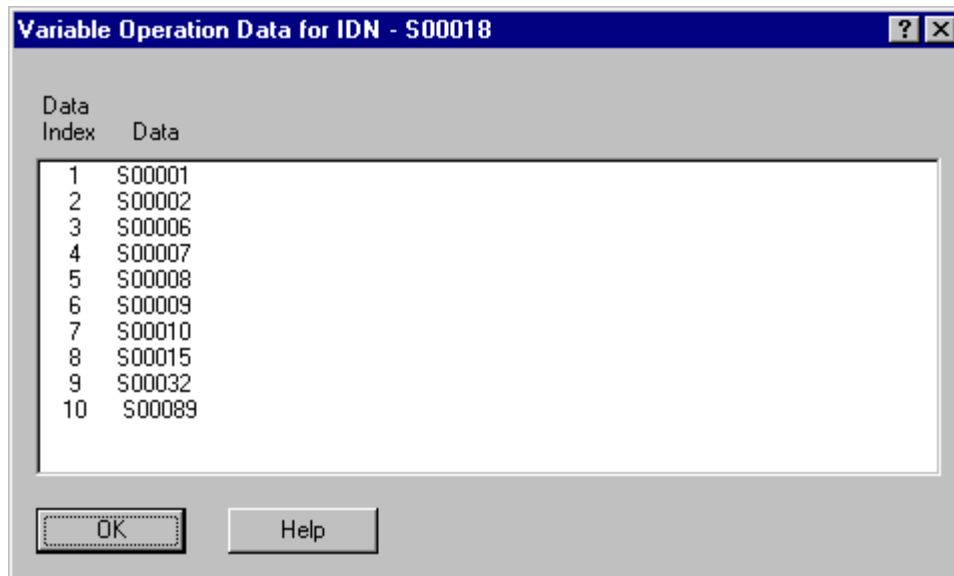 Variable Operation Data for IDN - S00018
Data
Index Data
1 S00001
2 S00002
3 S00006
4 S00007
5 S00008
6 S00009
7 S00010
8 S00015
9 S00032
10 S00089
OK Help